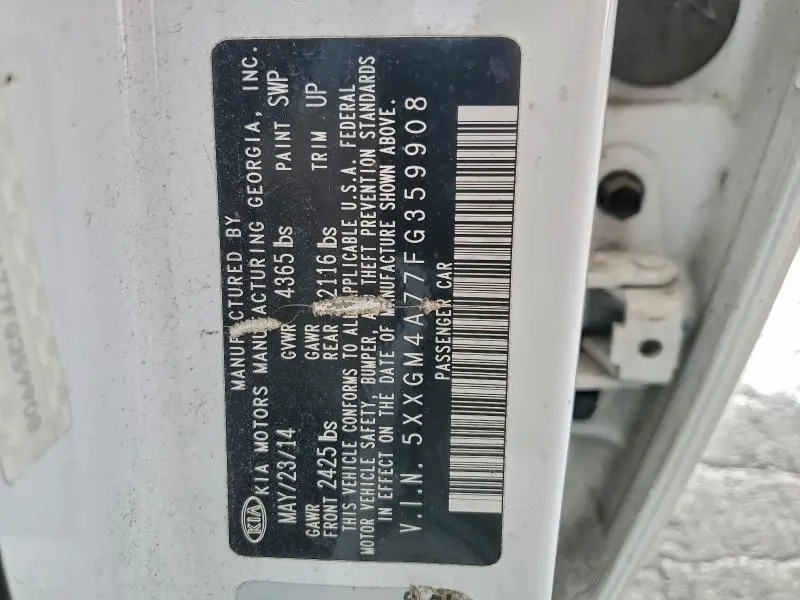 MANUFACTURED BY
KIA KIA MOTORS MANUFACTURING GEORGIA, INC.
MAY/23/14 GVWR 4365 lbs PAINT SWP
GAWR FRONT 2425 lbs GAWR REAR 2116 lbs TRIM UP
THIS VEHICLE CONFORMS TO ALL APPLICABLE U.S.A. FEDERAL
MOTOR VEHICLE SAFETY, BUMPER, AND THEFT PREVENTION STANDARDS
IN EFFECT ON THE DATE OF MANUFACTURE SHOWN ABOVE.
V.I.N. 5XXGM4A77FG359908
PASSENGER CAR